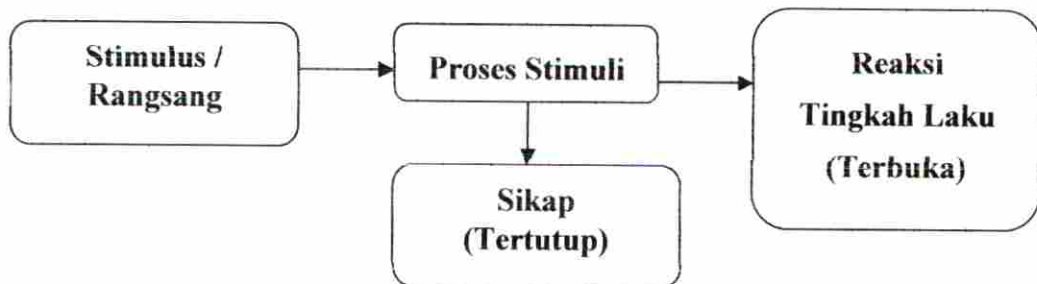 Stimulus /
Rangsang
Proses Stimuli
Reaksi
Tingkah Laku
(Terbuka)
Sikap
(Tertutup)